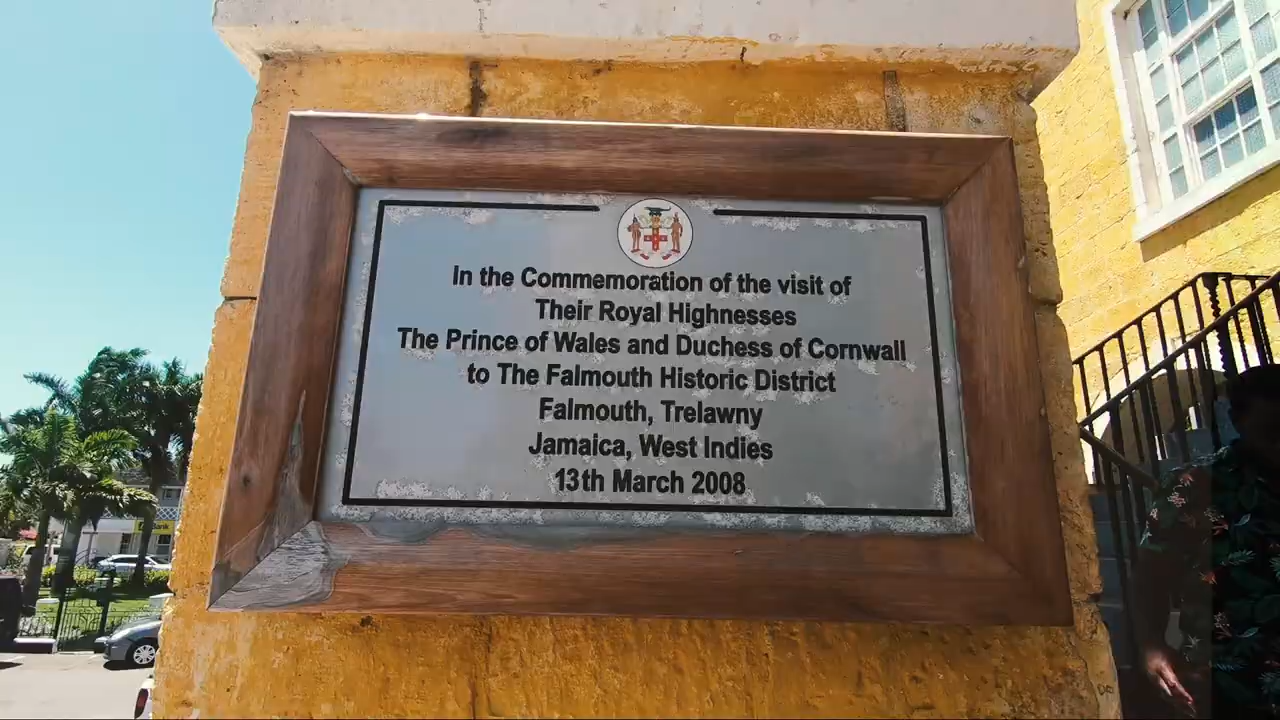 In the Commemoration of the visit of
Their Royal Highnesses
The Prince of Wales and Duchess of Cornwall
to The Falmouth Historic District
Falmouth, Trelawny
Jamaica, West Indies
13th March 2008